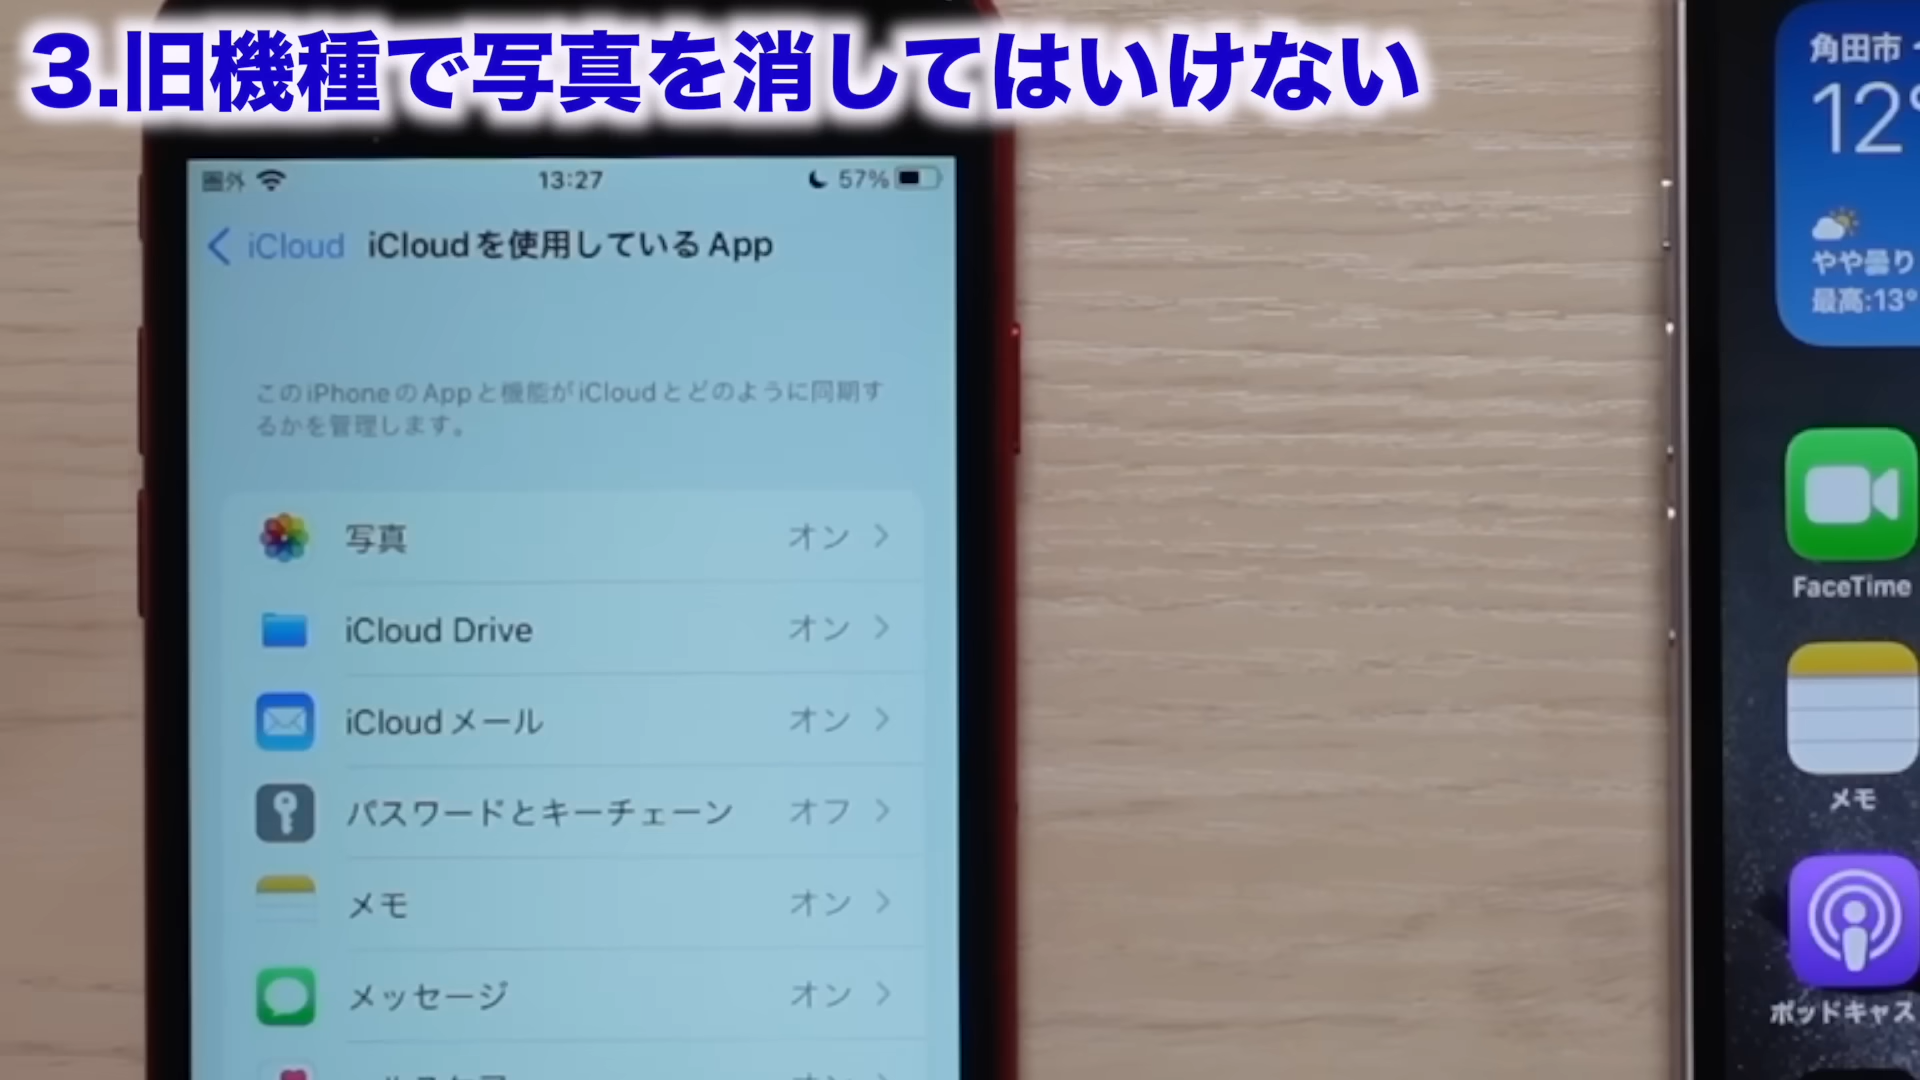 3.旧機種で写真を消してはいけない
圏外
13:27
57%
iCloud
iCloudを使用しているApp
このiPhoneのAppと機能がiCloudとどのように同期す
るかを管理します。
写真 オン
iCloud Drive オン
iCloudメール オン
パスワードとキーチェーン オフ
メモ オン
メッセージ オン
角田市
12°
やや曇り
最高:13°
FaceTime
メモ
ポッドキャス